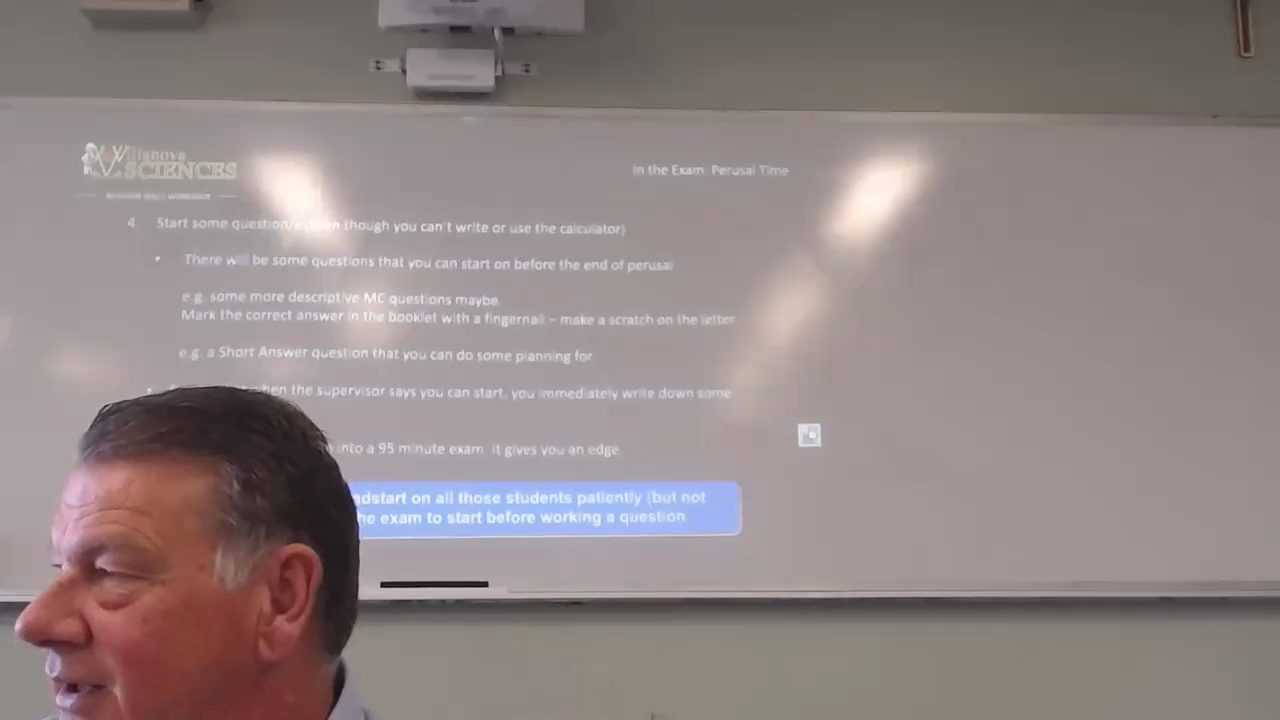 Villanova
SCIENCES
In the Exam: Perusal Time
4 Start some question/s (even though you can't write or use the calculator)
• There will be some questions that you can start on before the end of perusal
e.g. some more descriptive MC questions maybe.
Mark the correct answer in the booklet with a fingernail – make a scratch on the letter
e.g. a Short Answer question that you can do some planning for
• when the supervisor says you can start, you immediately write down some
into a 95 minute exam, it gives you an edge.
adstart on all those students patiently (but not
he exam to start before working a question